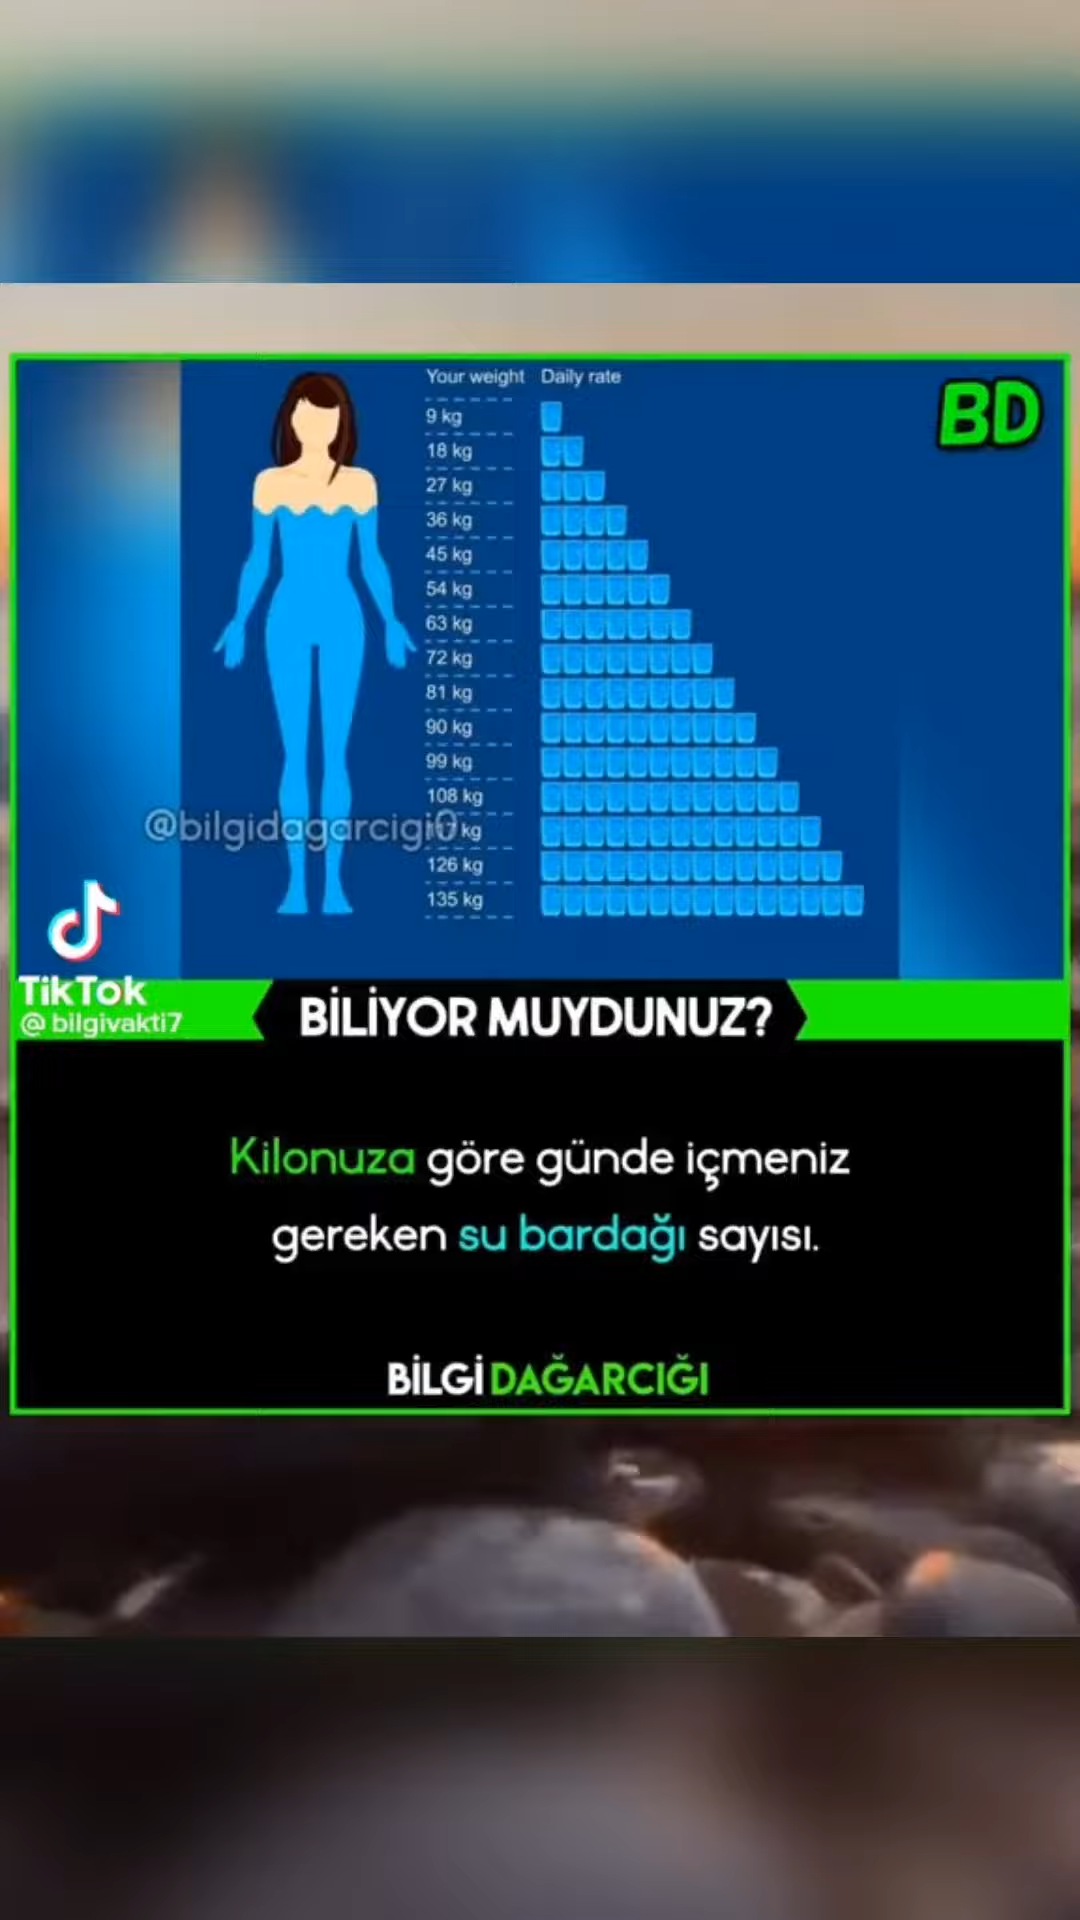 Your weight Daily rate
9 kg
18 kg
27 kg
36 kg
45 kg
54 kg
63 kg
72 kg
81 kg
90 kg
99 kg
108 kg
@bilgidagarcigi0
kg
126 kg
135 kg
BD
TikTok
@bilgivakti7
BİLİYOR MUYDUNUZ?
Kilonuza göre günde içmeniz
gereken su bardağı sayısı.
BİLGİ DAĞARCIĞI